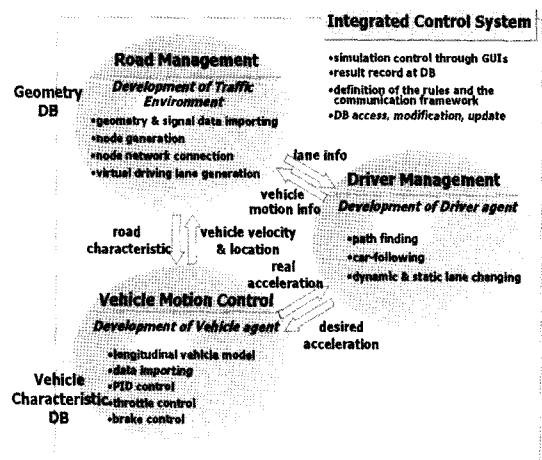 Integrated Control System
•simulation control through GUIs
•result record at DB
•definition of the rules and the
communication framework
•DB access, modification, update
Road Management
Development of Traffic
Environment
•geometry & signal data importing
•node generation
•node network connection
•virtual driving lane generation
Geometry
DB
lane info
vehicle
motion info
Driver Management
Development of Driver agent
•path finding
•car-following
•dynamic & static lane changing
road
characteristic
vehicle velocity
& location
real
acceleration
desired
acceleration
Vehicle Motion Control
Development of Vehicle agent
•longitudinal vehicle model
•data importing
•PID control
•throttle control
•brake control
Vehicle
Characteristic
DB